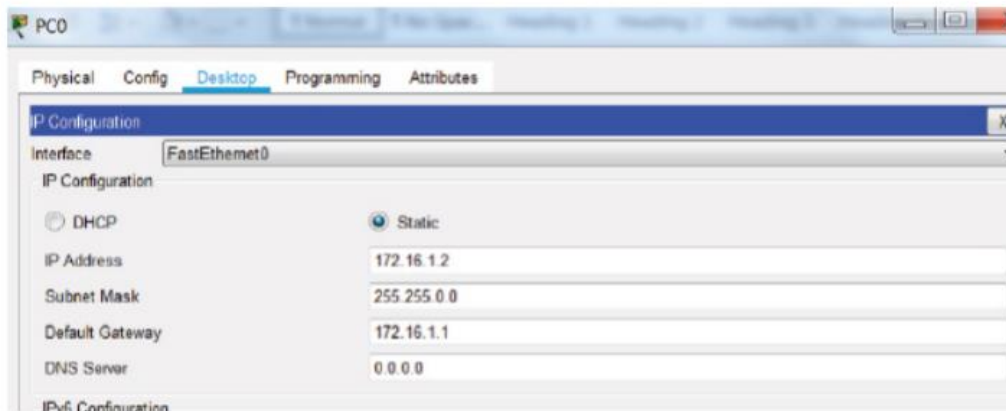 PC0
Physical Config Desktop Programming Attributes
IP Configuration
X
Interface FastEthernet0
IP Configuration
DHCP Static
IP Address 172.16.1.2
Subnet Mask 255.255.0.0
Default Gateway 172.16.1.1
DNS Server 0.0.0.0
IPv6 Configuration